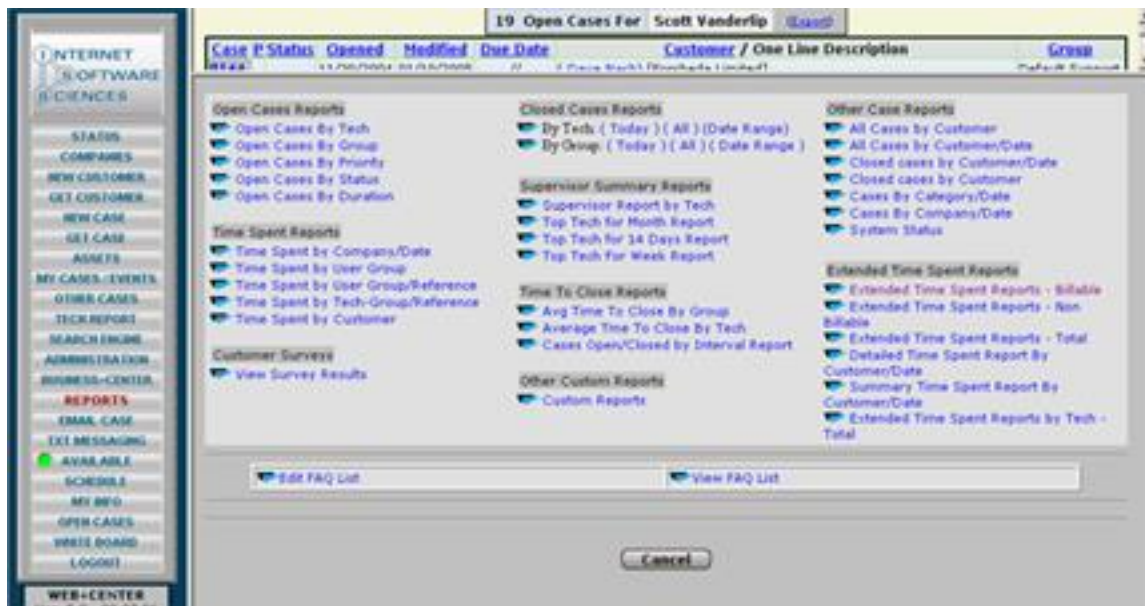 19 Open Cases For Scott Vanderlip (Export)
Case P Status Opened Modified Due Date Customer / One Line Description Group
INTERNET
SOFTWARE
SCIENCES
STATUS
COMPANIES
NEW CUSTOMER
GET CUSTOMER
NEW CASE
GET CASE
ASSETS
MY CASES / EVENTS
OTHER CASES
TECH REPORT
SEARCH ENGINE
ADMINISTRATION
BUSINESS-CENTER
REPORTS
EMAIL CASE
TXT MESSAGING
AVAILABLE
SCHEDULE
MY INFO
OPEN CASES
WHITE BOARD
LOGOUT
WEB+CENTER
Open Cases Reports
Open Cases By Tech
Open Cases By Group
Open Cases By Priority
Open Cases By Status
Open Cases By Duration
Time Spent Reports
Time Spent by Company/Date
Time Spent by User Group
Time Spent by User Group/Reference
Time Spent by Tech-Group/Reference
Time Spent by Customer
Customer Surveys
View Survey Results
Closed Cases Reports
By Tech: ( Today ) ( All ) (Date Range)
By Group: ( Today ) ( All ) ( Date Range )
Supervisor Summary Reports
Supervisor Report by Tech
Top Tech for Month Report
Top Tech for 14 Days Report
Top Tech for Week Report
Time To Close Reports
Avg Time To Close By Group
Average Time To Close By Tech
Cases Open/Closed by Interval Report
Other Custom Reports
Custom Reports
Other Case Reports
All Cases by Customer
All Cases by Customer/Date
Closed cases by Customer/Date
Closed cases by Customer
Cases By Category/Date
Cases By Company/Date
System Status
Extended Time Spent Reports
Extended Time Spent Reports - Billable
Extended Time Spent Reports - Non
Billable
Extended Time Spent Reports - Total
Detailed Time Spent Report By
Customer/Date
Summary Time Spent Report By
Customer/Date
Extended Time Spent Reports by Tech -
Total
Edit FAQ List
View FAQ List
Cancel